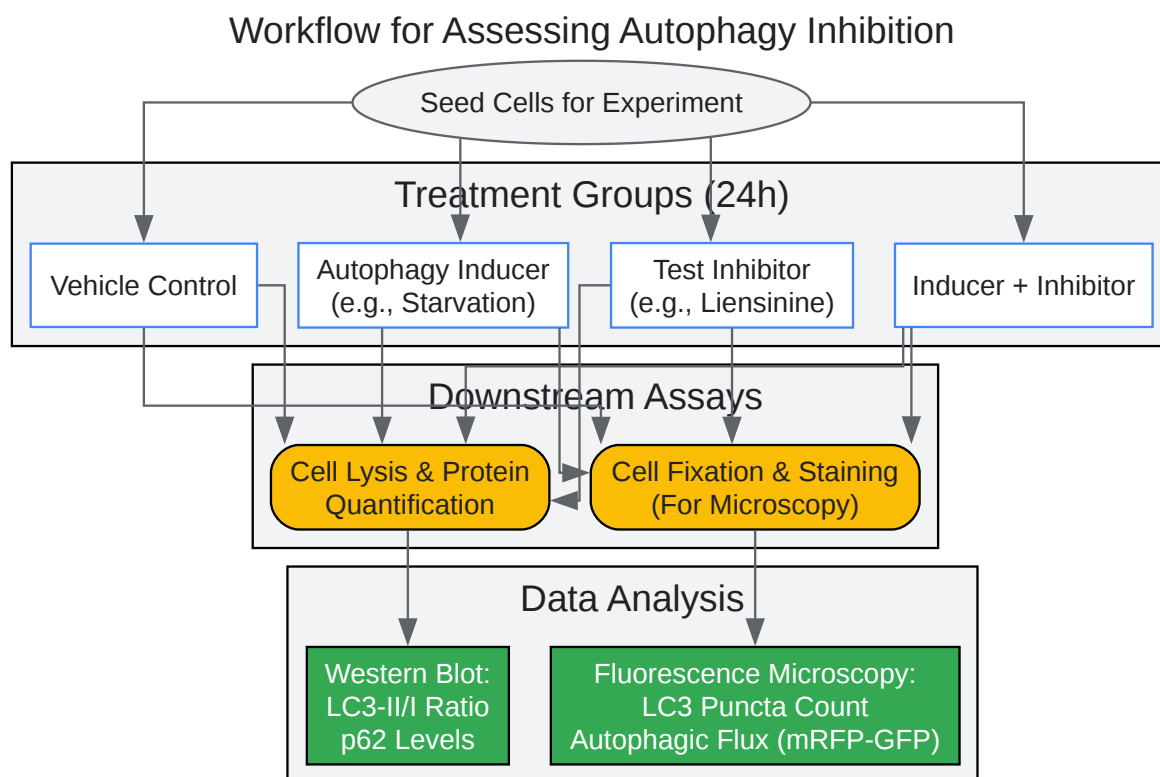 Workflow for Assessing Autophagy Inhibition
Seed Cells for Experiment
Treatment Groups (24h)
Vehicle Control
Autophagy Inducer
(e.g., Starvation)
Test Inhibitor
(e.g., Liensinine)
Inducer + Inhibitor
Downstream Assays
Cell Lysis & Protein
Quantification
Cell Fixation & Staining
(For Microscopy)
Data Analysis
Western Blot:
LC3-II/I Ratio
p62 Levels
Fluorescence Microscopy:
LC3 Puncta Count
Autophagic Flux (mRFP-GFP)